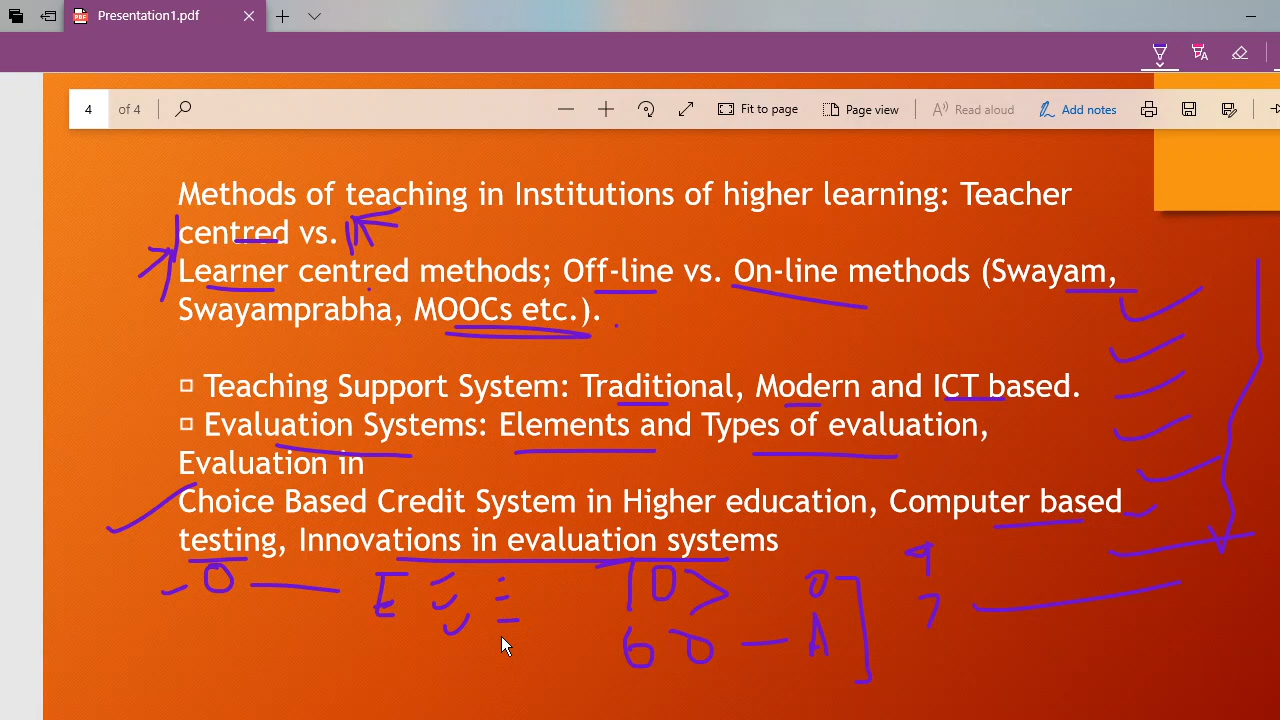 Presentation1.pdf
4 of 4 Fit to page Page view Read aloud Add notes
Methods of teaching in Institutions of higher learning: Teacher
centred vs.
Learner centred methods; Off-line vs. On-line methods (Swayam,
Swayamprabha, MOOCs etc.).
Teaching Support System: Traditional, Modern and ICT based.
Evaluation Systems: Elements and Types of evaluation,
Evaluation in
Choice Based Credit System in Higher education, Computer based
testing, Innovations in evaluation systems
O E 10 0
60 - A